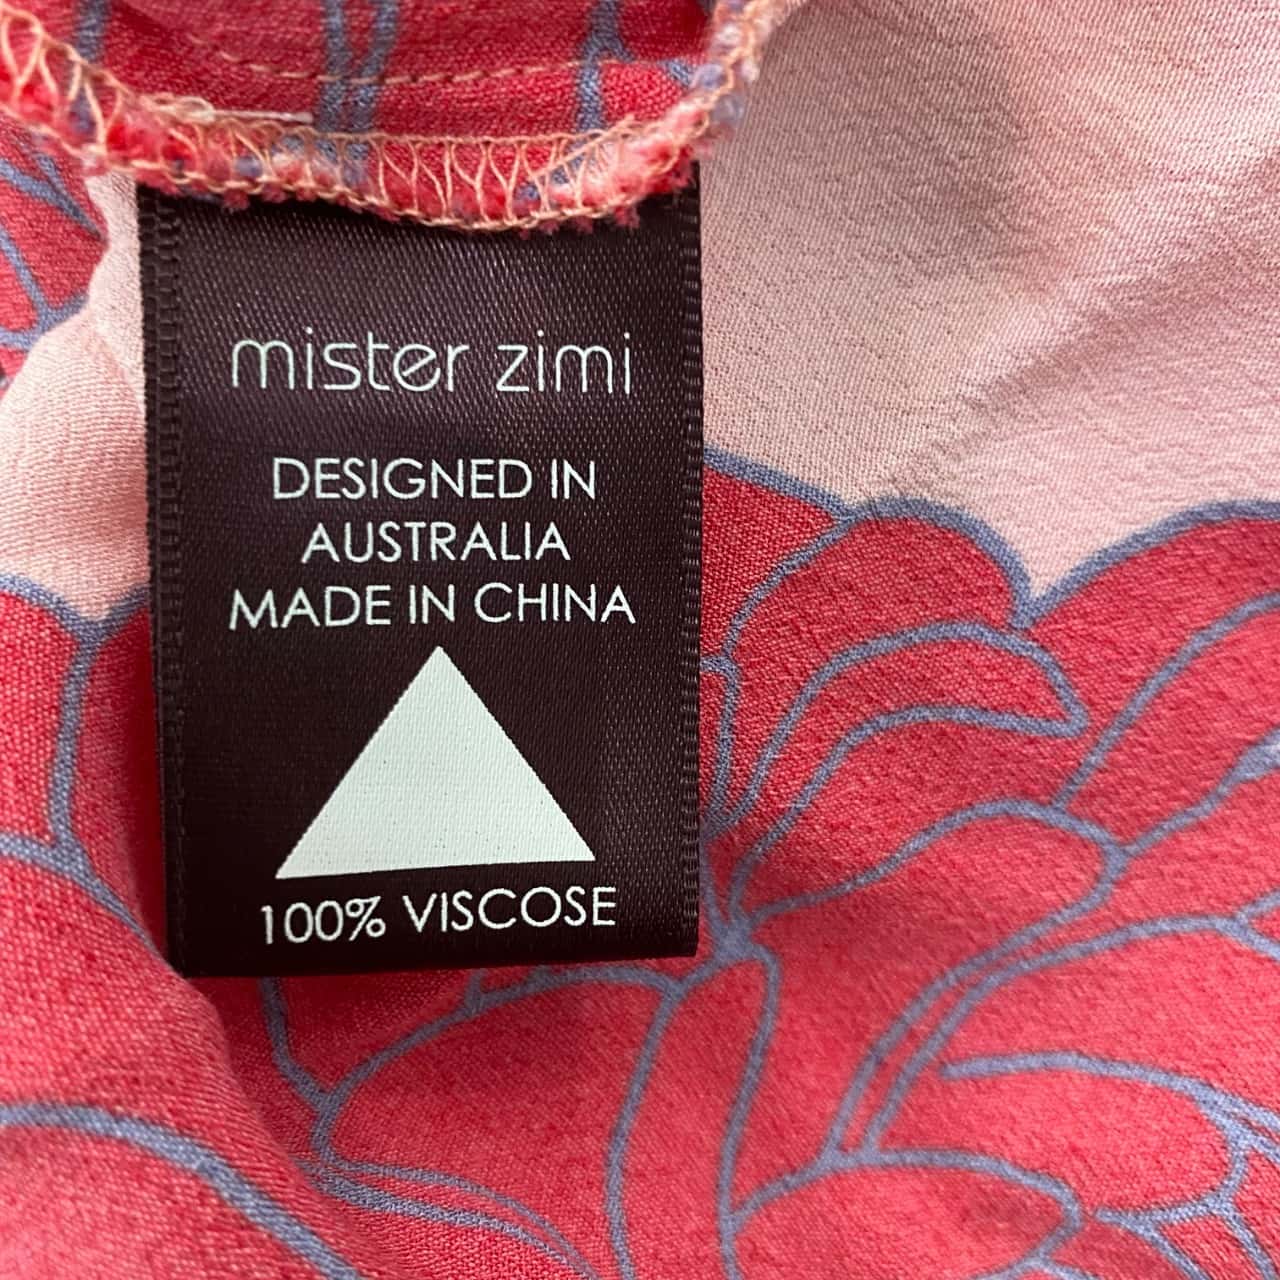 mister zimi
DESIGNED IN
AUSTRALIA
MADE IN CHINA
100% VISCOSE